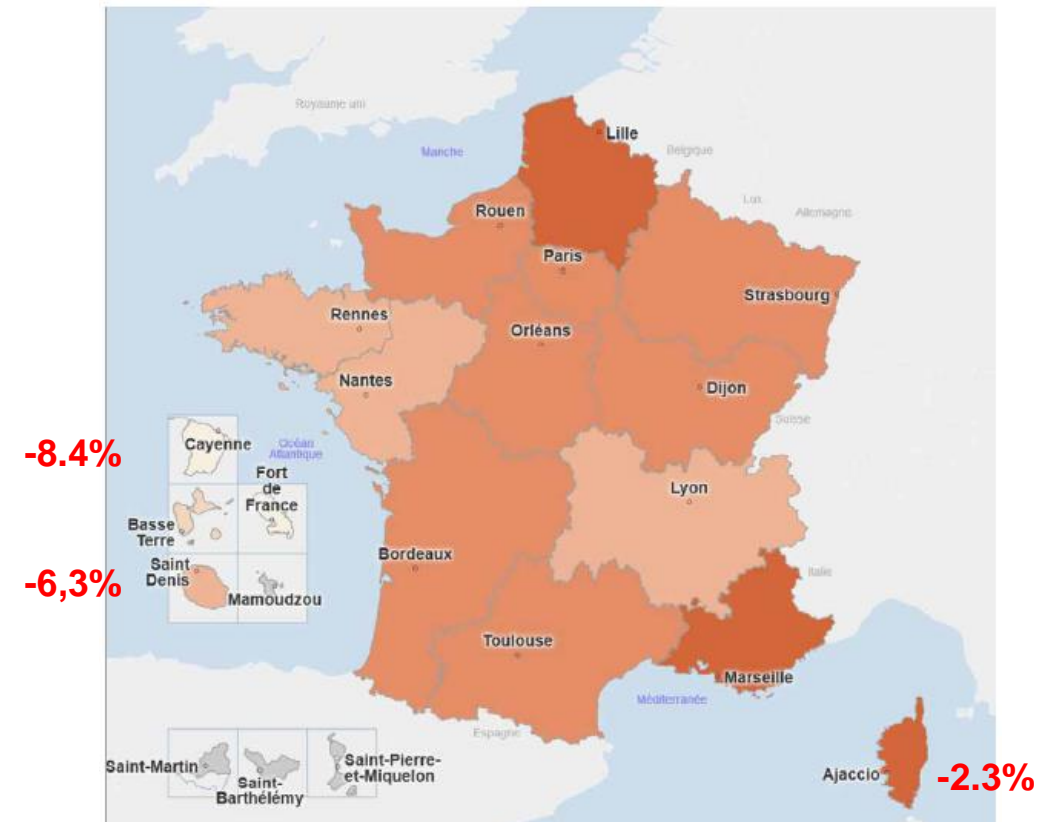 Royaume uni
Manche
Lille
Belgique
Lux
Allemagne
Rouen
Paris
Strasbourg
Rennes
Orléans
Nantes
Dijon
Suisse
-8.4%
Cayenne
Océan
Atlantique
Fort
de
France
Lyon
Basse
Terre
Bordeaux
-6,3%
Saint
Denis
Mamoudzou
Italie
Toulouse
Marseille
Méditerranée
Espagne
Saint-Martin
Saint-
Barthélémy
Saint-Pierre-
et-Miquelon
Ajaccio
-2.3%